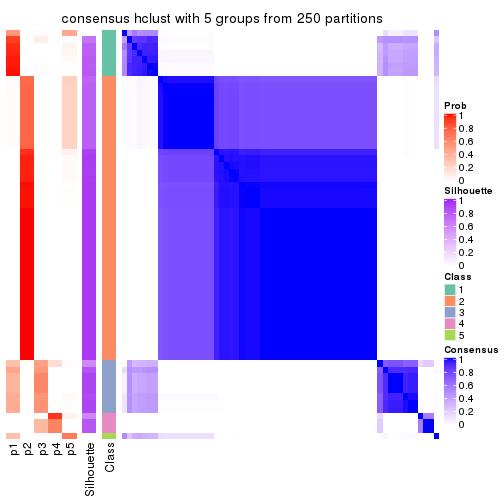 consensus hclust with 5 groups from 250 partitions
Prob
1
0.8
0.6
0.4
0.2
0
Silhouette
1
0.8
0.6
0.4
0.2
0
Class
1
2
3
4
5
Consensus
1
0.8
0.6
0.4
0.2
0
p1
p2
p3
p4
p5
Silhouette
Class